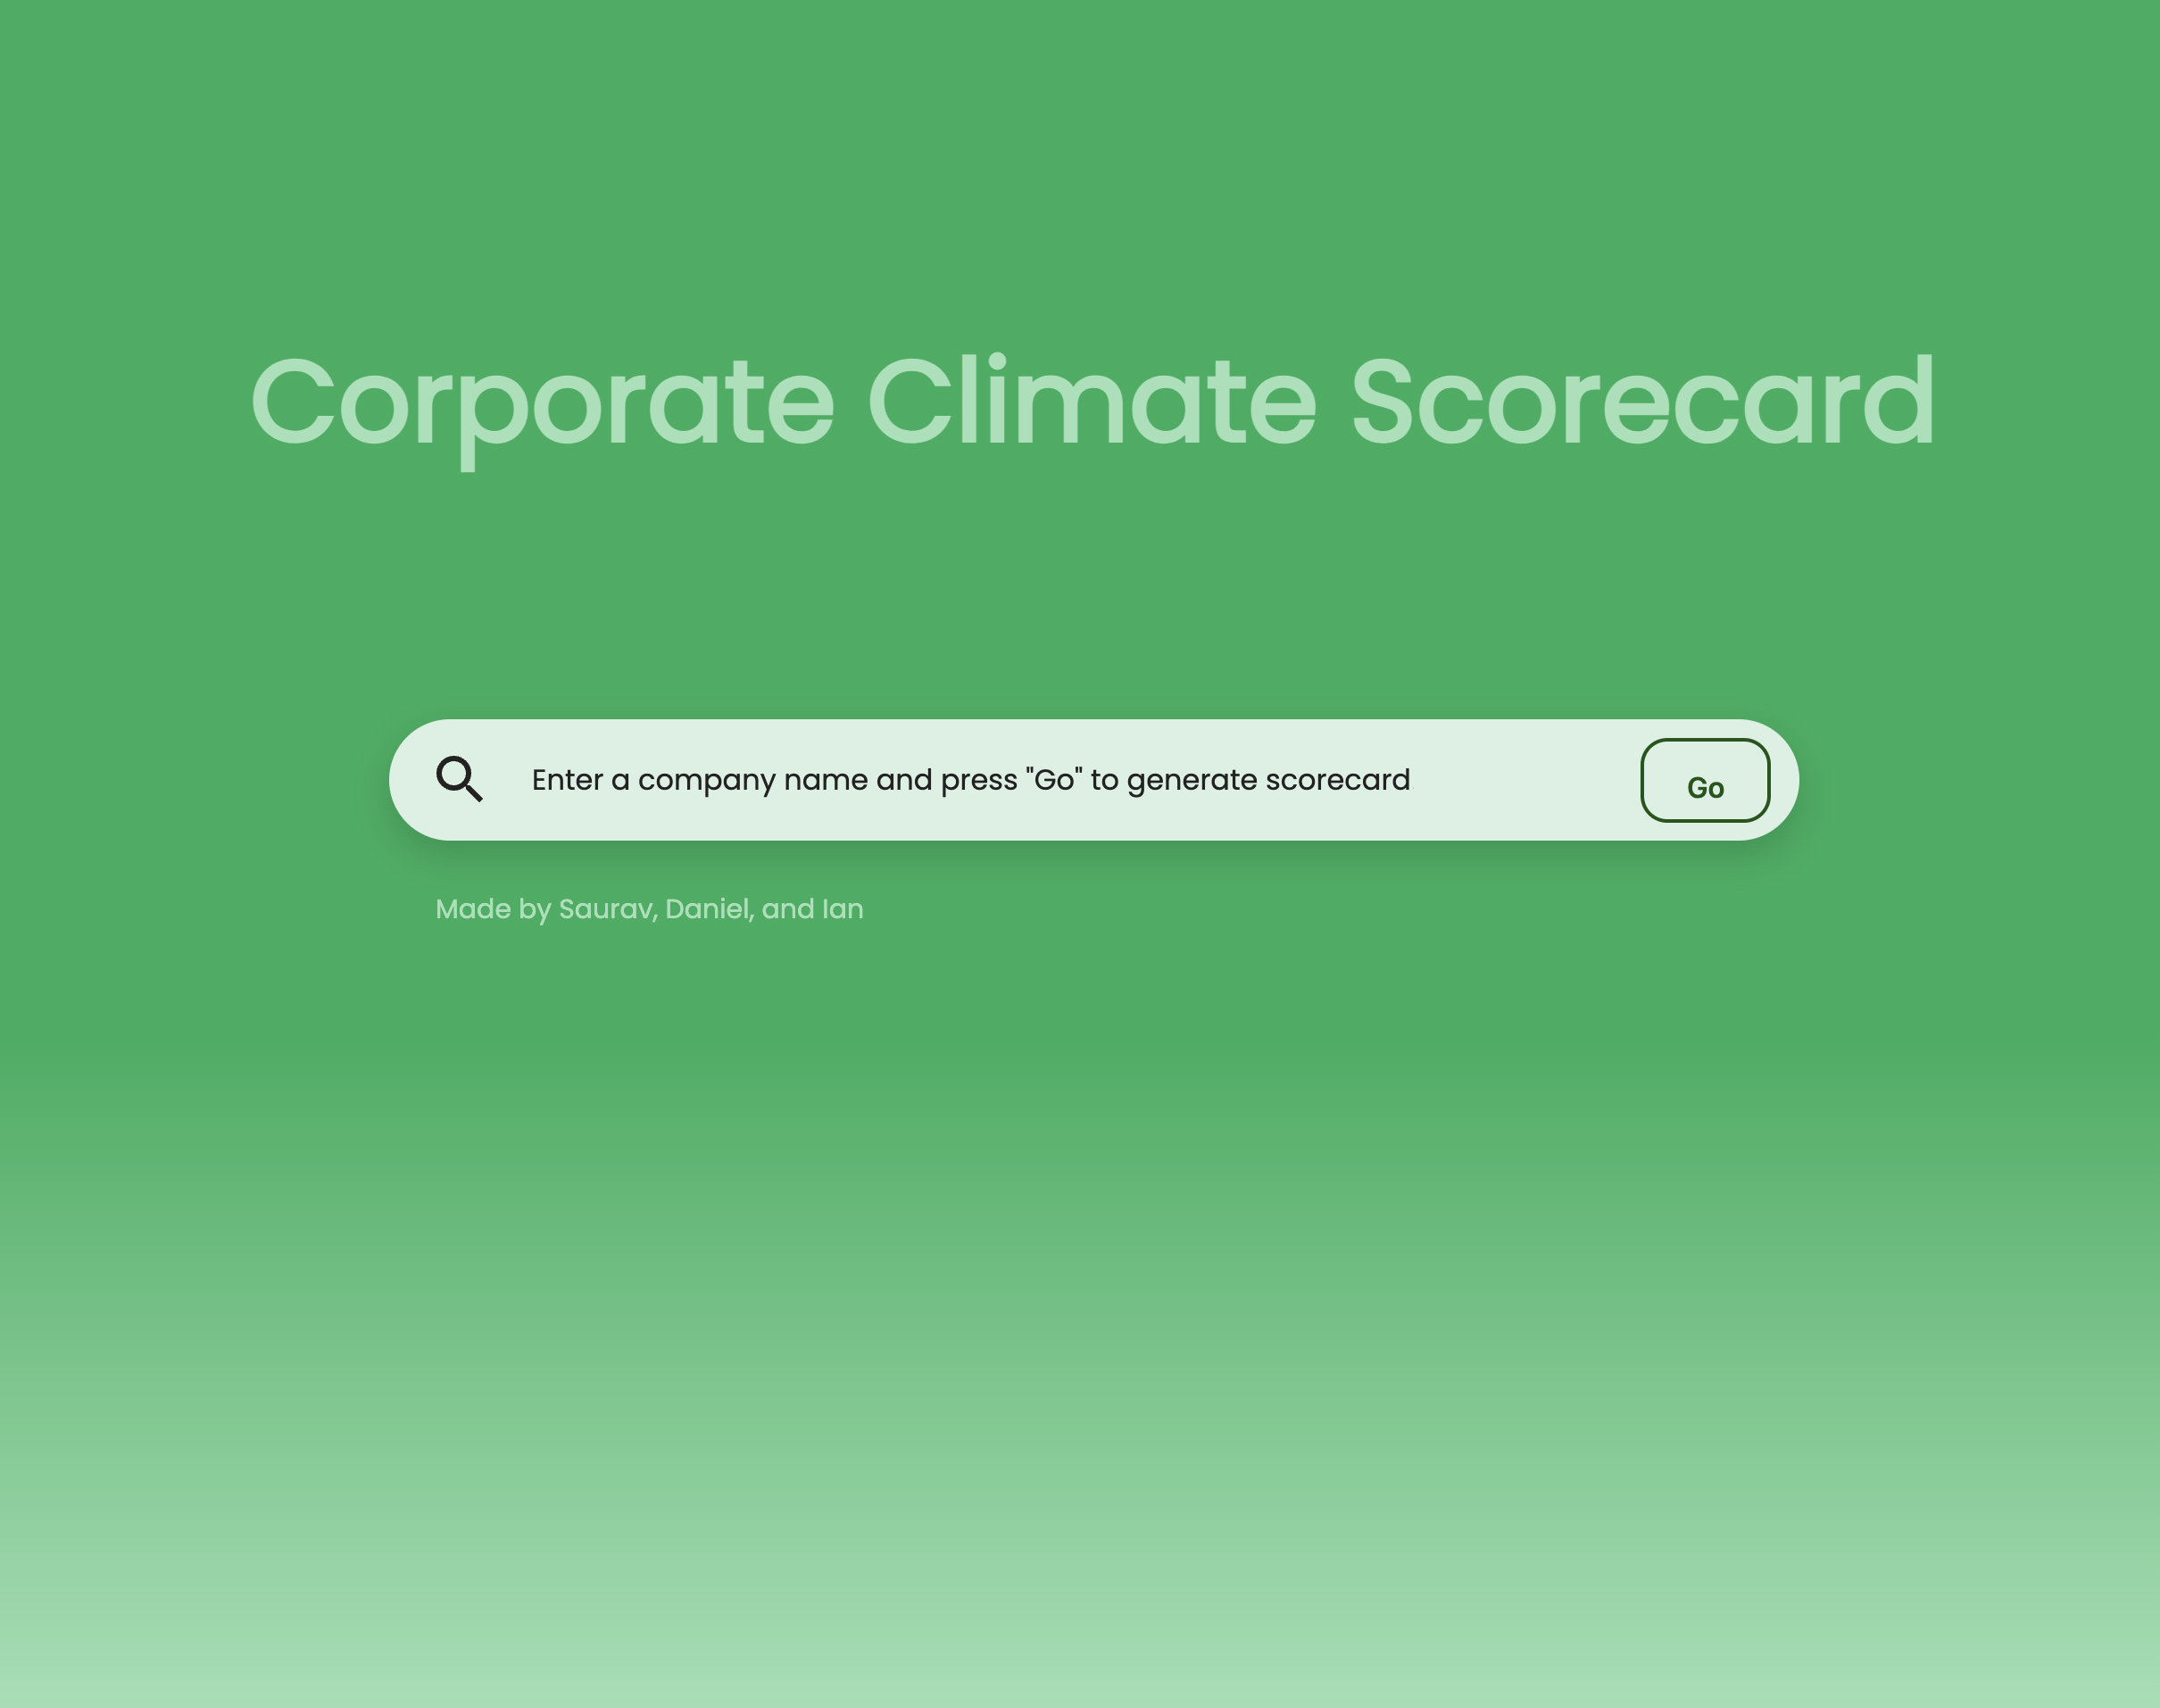 Corporate Climate Scorecard
Enter a company name and press "Go" to generate scorecard
Go
Made by Saurav, Daniel, and Ian